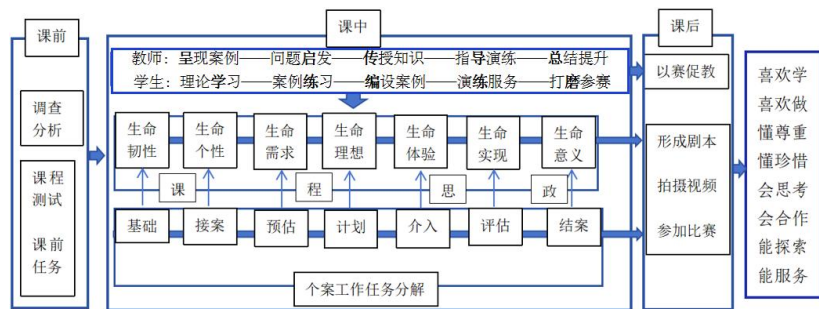 课前
调查
分析
课程
测试
课前
任务
课中
教师：呈现案例——问题启发——传授知识——指导演练——总结提升
学生：理论学习——案例练习——编设案例——演练服务——打磨参赛
生命
韧性
生命
个性
生命
需求
生命
理想
生命
体验
生命
实现
生命
意义
课
程
思
政
基础
接案
预估
计划
介入
评估
结案
个案工作任务分解
课后
以赛促教
形成剧本
拍摄视频
参加比赛
喜欢学
喜欢做
懂尊重
懂珍惜
会思考
会合作
能探索
能服务